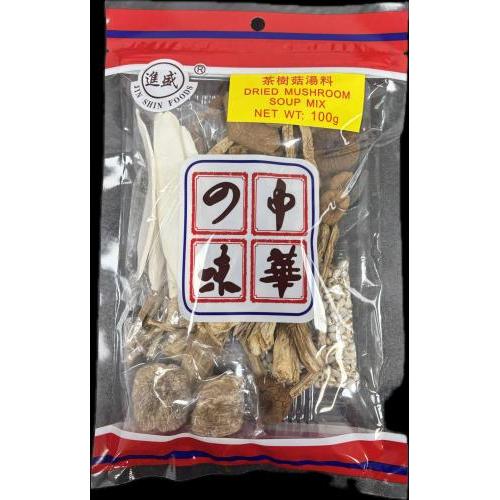 進盛
®
JIN SHIN FOODS
茶樹菇湯料
DRIED MUSHROOM
SOUP MIX
NET WT: 100g
中華
の味